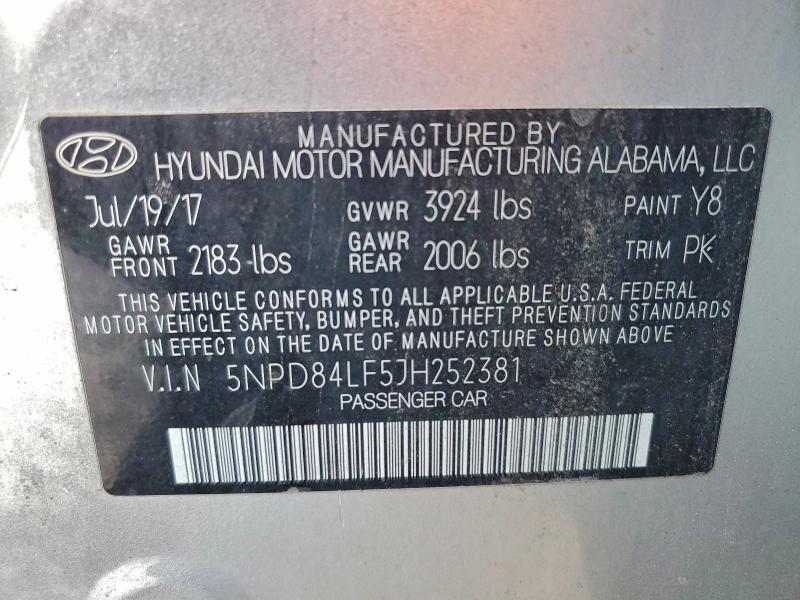 MANUFACTURED BY
HYUNDAI MOTOR MANUFACTURING ALABAMA, LLC
Jul/19/17 GVWR 3924 lbs PAINT Y8
GAWR FRONT 2183 lbs GAWR REAR 2006 lbs TRIM PK
THIS VEHICLE CONFORMS TO ALL APPLICABLE U.S.A. FEDERAL
MOTOR VEHICLE SAFETY, BUMPER, AND THEFT PREVENTION STANDARDS
IN EFFECT ON THE DATE OF MANUFACTURE SHOWN ABOVE
V.I.N 5NPD84LF5JH252381
PASSENGER CAR